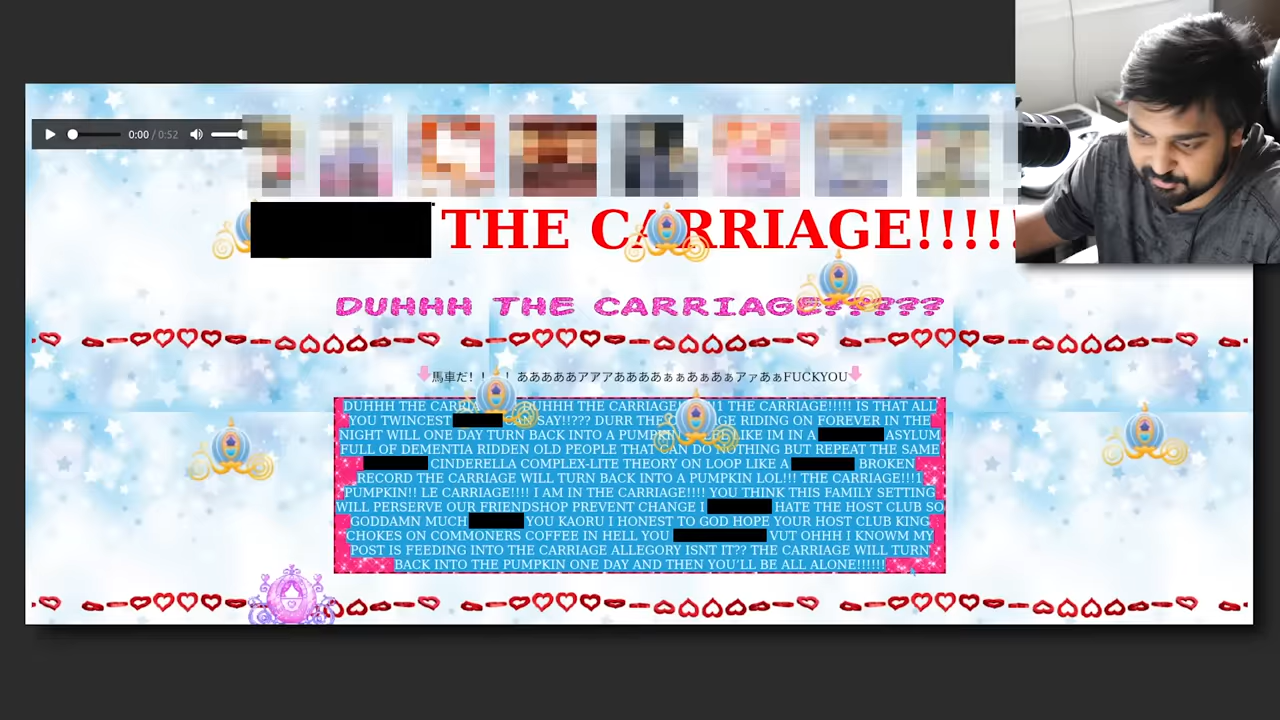 0:00 / 0:52
THE CARRIAGE!!!!!
DUHHH THE CARRIAGE?????
馬車だ! ! ! あああああアアアああああぁぁあぁあぁアァあぁFUCKYOU
DUHHH THE CARRIA DUHHH THE CARRIAGE! !1 THE CARRIAGE!!!!! IS THAT ALL
YOU TWINCEST SAY!!??? DURR THE GE RIDING ON FOREVER IN THE
NIGHT WILL ONE DAY TURN BACK INTO A PUMPKIN LIKE IM IN A ASYLUM
FULL OF DEMENTIA RIDDEN OLD PEOPLE THAT CAN DO NOTHING BUT REPEAT THE SAME
CINDERELLA COMPLEX-LITE THEORY ON LOOP LIKE A BROKEN
RECORD THE CARRIAGE WILL TURN BACK INTO A PUMPKIN LOL!!! THE CARRIAGE!!!1
PUMPKIN!! LE CARRIAGE!!!! I AM IN THE CARRIAGE!!!! YOU THINK THIS FAMILY SETTING
WILL PERSERVE OUR FRIENDSHOP PREVENT CHANGE I HATE THE HOST CLUB SO
GODDAMN MUCH YOU KAORU I HONEST TO GOD HOPE YOUR HOST CLUB KING
CHOKES ON COMMONERS COFFEE IN HELL YOU VUT OHHH I KNOWM MY
POST IS FEEDING INTO THE CARRIAGE ALLEGORY ISNT IT?? THE CARRIAGE WILL TURN
BACK INTO THE PUMPKIN ONE DAY AND THEN YOU'LL BE ALL ALONE!!!!!!